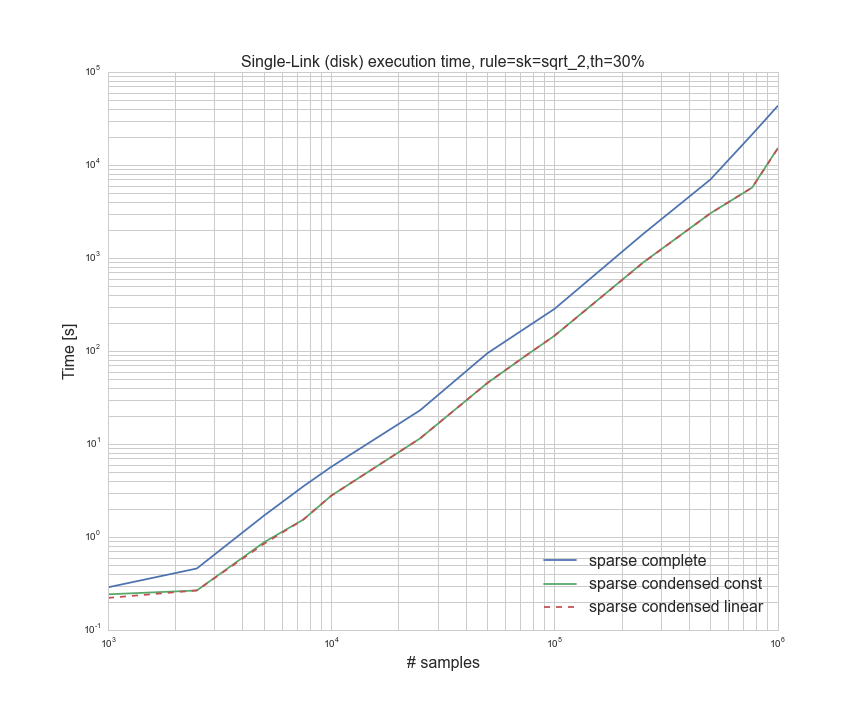 Single-Link (disk) execution time, rule=sk=sqrt_2,th=30%
10^5
10^4
10^3
10^2
10^1
10^0
10^-1
Time [s]
sparse complete
sparse condensed const
sparse condensed linear
10^3 10^4 10^5 10^6
# samples